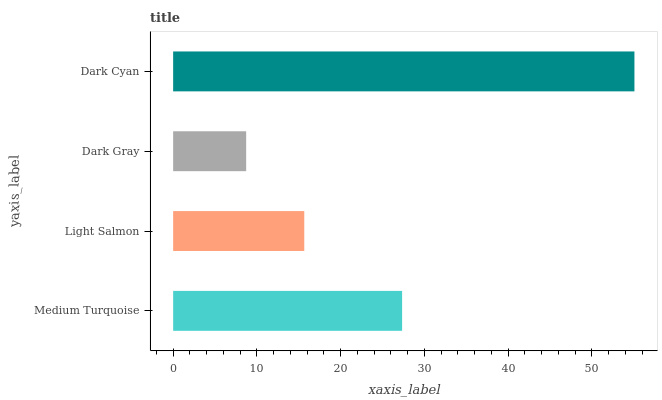 title
Dark Cyan
Dark Gray
Light Salmon
Medium Turquoise
yaxis_label
0 10 20 30 40 50
xaxis_label